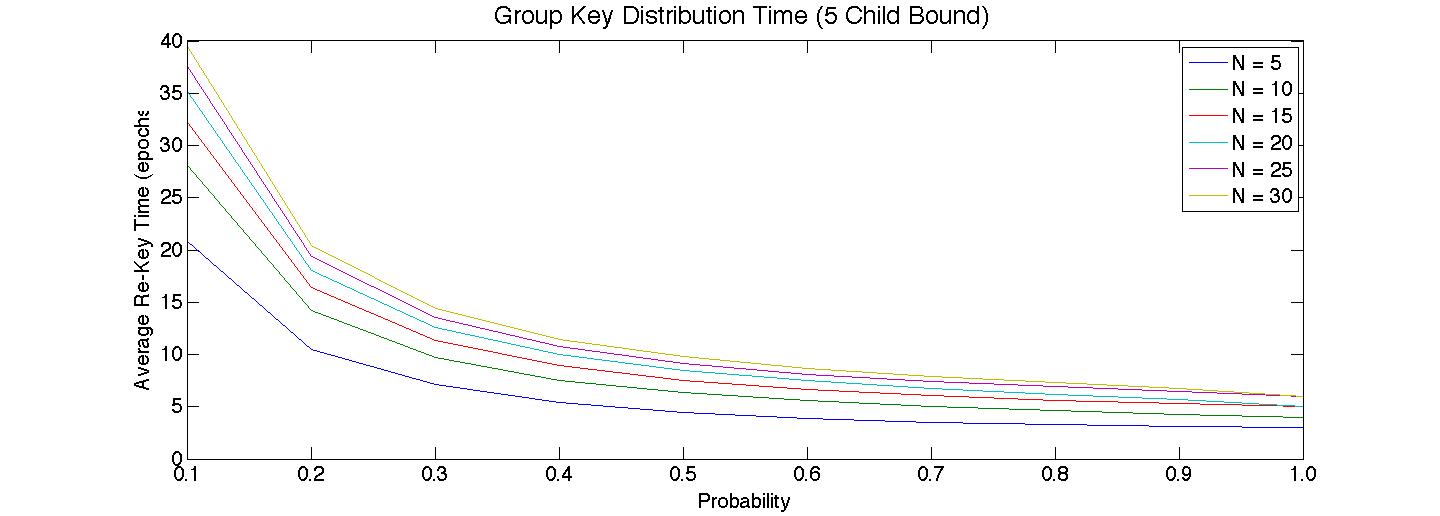 Group Key Distribution Time (5 Child Bound)
40
35
30
25
20
15
10
5
0
Average Re-Key Time (epochs
N = 5
N = 10
N = 15
N = 20
N = 25
N = 30
0.1 0.2 0.3 0.4 0.5 0.6 0.7 0.8 0.9 1.0
Probability